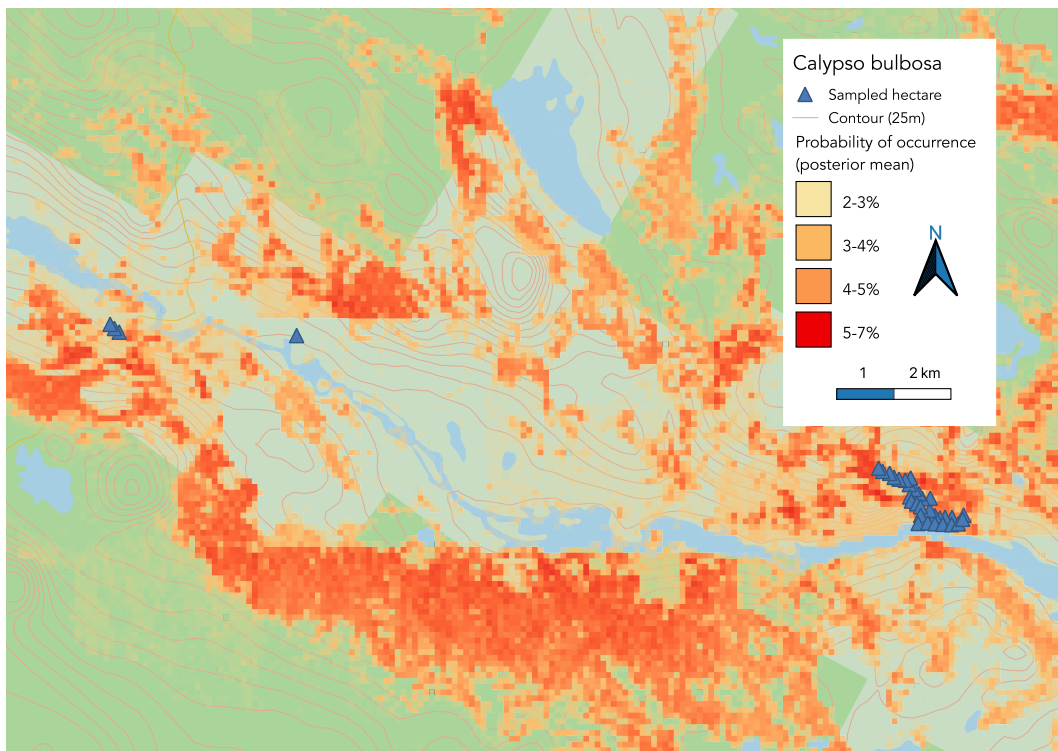 Calypso bulbosa
Sampled hectare
Contour (25m)
Probability of occurrence
(posterior mean)
2-3%
3-4%
4-5%
5-7%
N
1 2 km